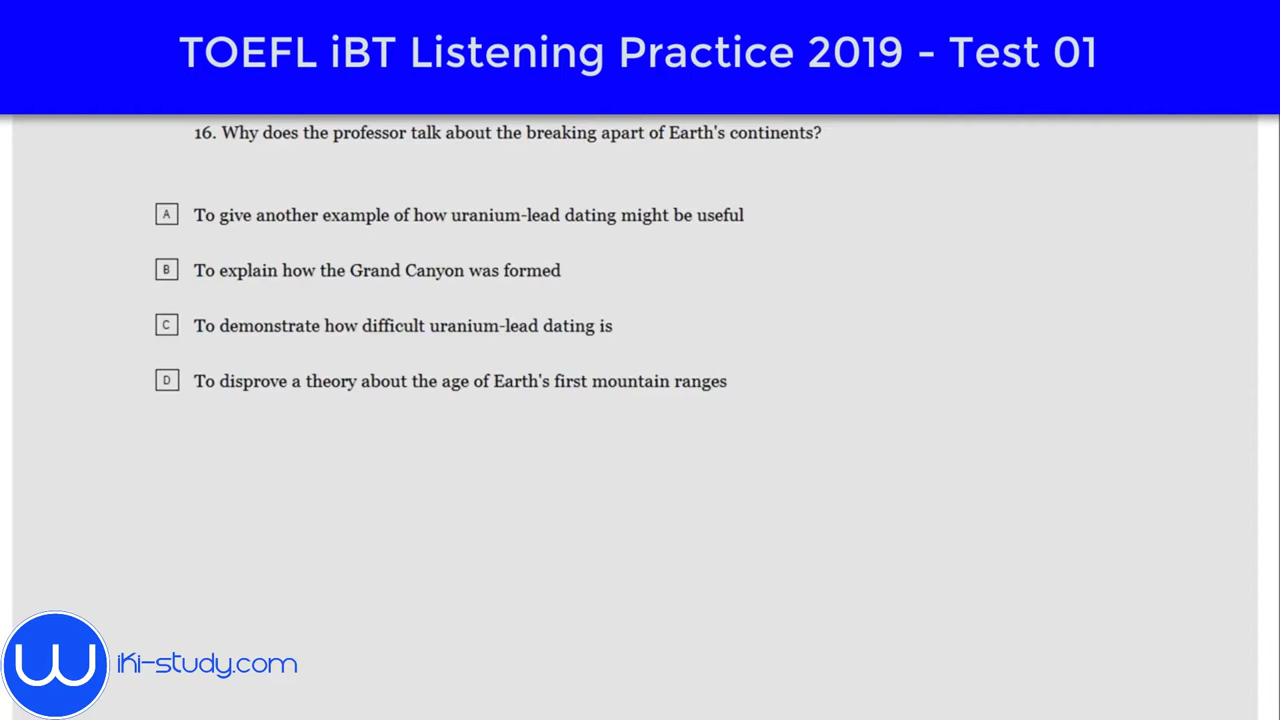 TOEFL iBT Listening Practice 2019 - Test 01
16. Why does the professor talk about the breaking apart of Earth's continents?
A To give another example of how uranium-lead dating might be useful
B To explain how the Grand Canyon was formed
C To demonstrate how difficult uranium-lead dating is
D To disprove a theory about the age of Earth's first mountain ranges
Wiki-study.com